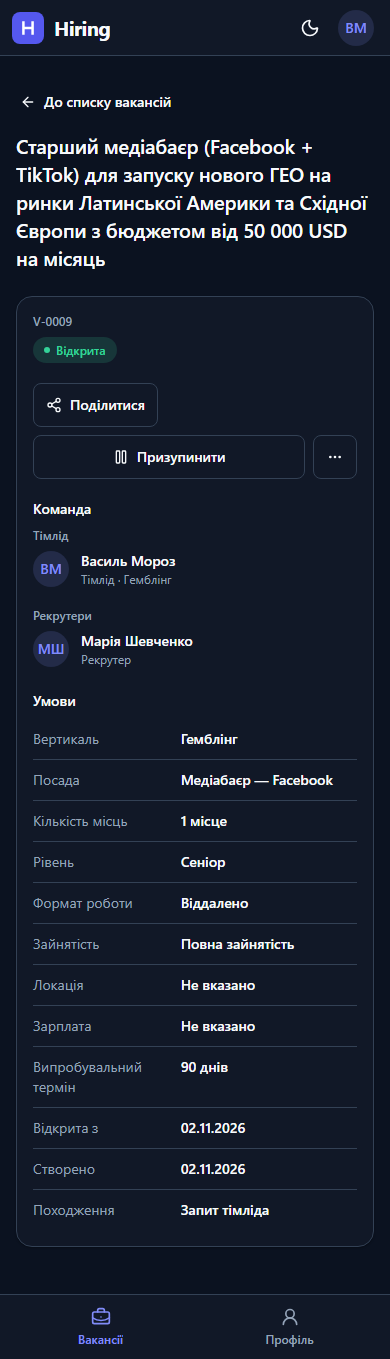 H Hiring
ВМ
До списку вакансій
Старший медіабаєр (Facebook +
TikTok) для запуску нового ГЕО на
ринки Латинської Америки та Східної
Європи з бюджетом від 50 000 USD
на місяць
V-0009
Відкрита
Поділитися
Призупинити
Команда
Тімлід
ВМ
Василь Мороз
Тімлід · Гемблінг
Рекрутери
МШ
Марія Шевченко
Рекрутер
Умови
Вертикаль Гемблінг
Посада Медіабаєр — Facebook
Кількість місць 1 місце
Рівень Сеніор
Формат роботи Віддалено
Зайнятість Повна зайнятість
Локація Не вказано
Зарплата Не вказано
Випробувальний 90 днів
термін
Відкрита з 02.11.2026
Створено 02.11.2026
Походження Запит тімліда
Вакансії Профіль